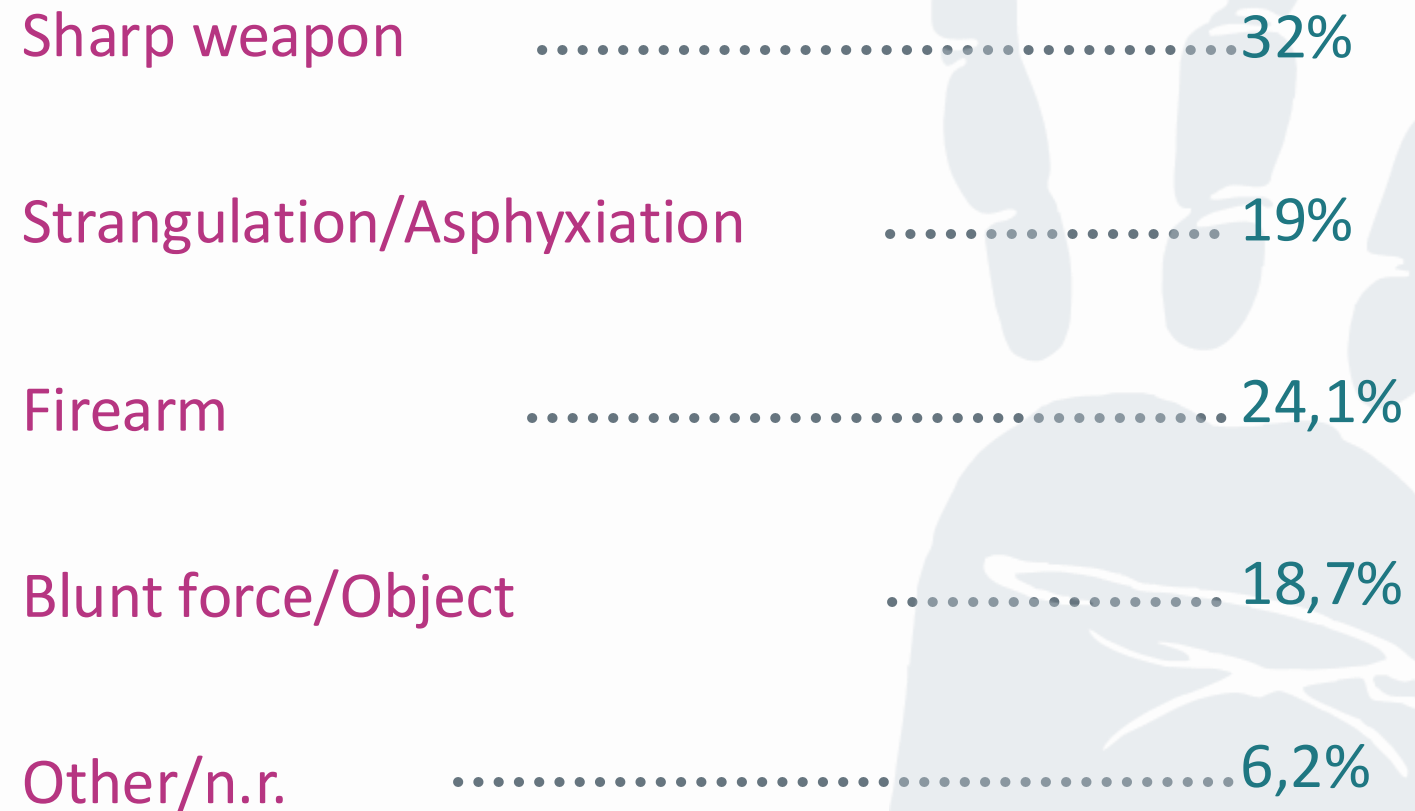 Sharp weapon ..................................32%
Strangulation/Asphyxiation ................. 19%
Firearm ................................... 24,1%
Blunt force/Object ................. 18,7%
Other/n.r. .......................................6,2%